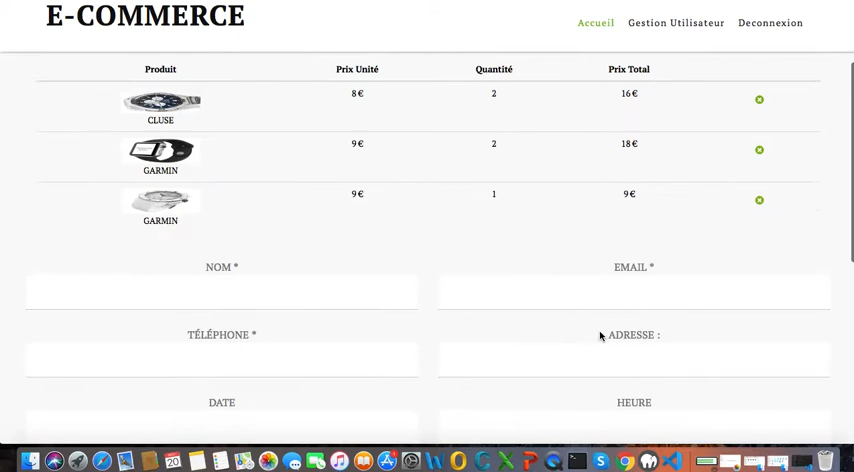 E-COMMERCE
Accueil Gestion Utilisateur Deconnexion
Produit Prix Unité Quantité Prix Total
8€ 2 16€
CLUSE
9€ 2 18€
GARMIN
9€ 1 9€
GARMIN
NOM * EMAIL *
TÉLÉPHONE * ADRESSE :
DATE HEURE
20